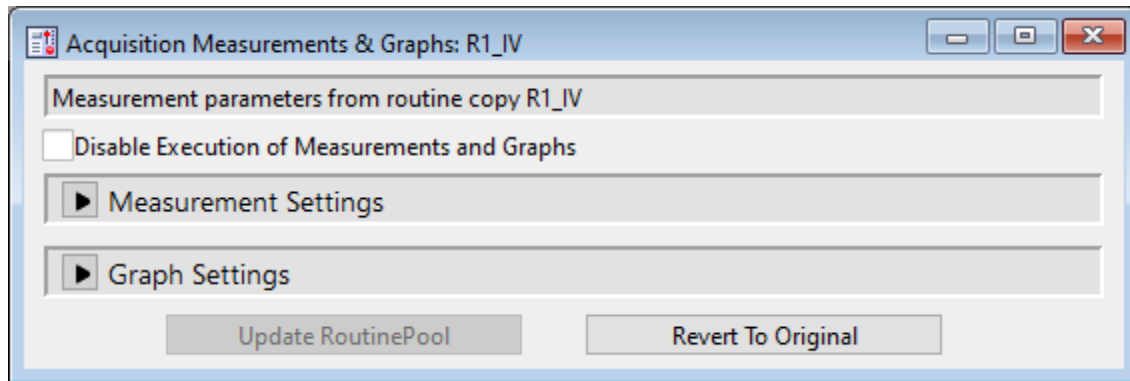 Acquisition Measurements & Graphs: R1_IV
Measurement parameters from routine copy R1_IV
Disable Execution of Measurements and Graphs
Measurement Settings
Graph Settings
Update RoutinePool Revert To Original